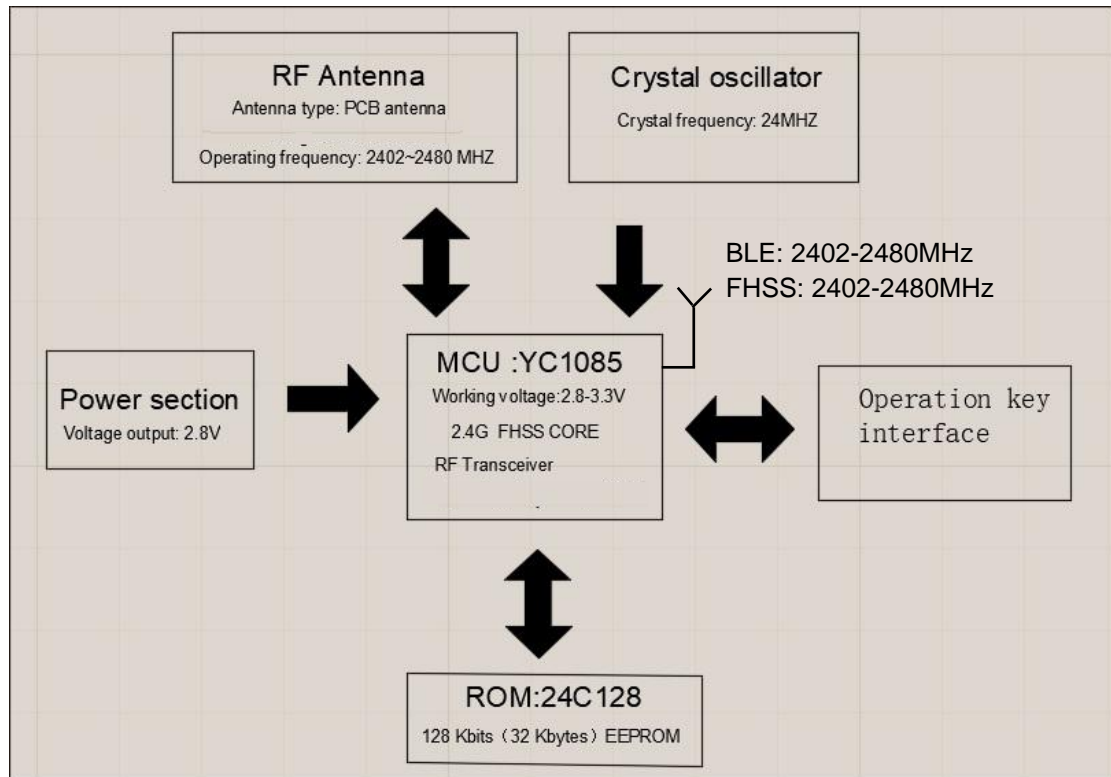 RF Antenna
Antenna type: PCB antenna
Operating frequency: 2402~2480 MHZ
Crystal oscillator
Crystal frequency: 24MHZ
BLE: 2402-2480MHz
FHSS: 2402-2480MHz
Power section
Voltage output: 2.8V
MCU :YC1085
Working voltage:2.8-3.3V
2.4G FHSS CORE
RF Transceiver
Operation key
interface
ROM:24C128
128 Kbits（32 Kbytes）EEPROM